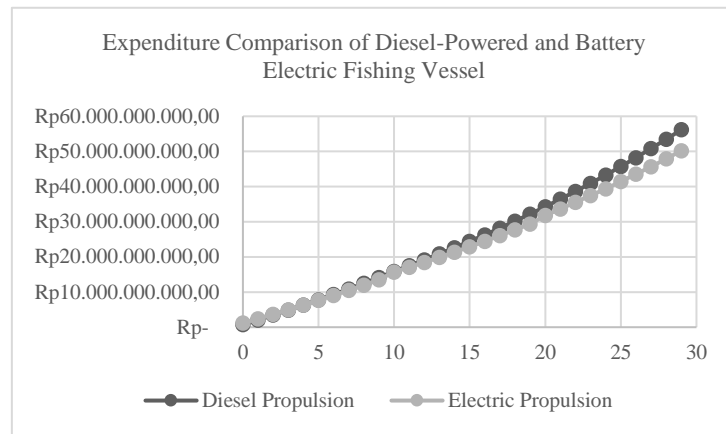 Expenditure Comparison of Diesel-Powered and Battery
Electric Fishing Vessel
Rp60.000.000.000,00
Rp50.000.000.000,00
Rp40.000.000.000,00
Rp30.000.000.000,00
Rp20.000.000.000,00
Rp10.000.000.000,00
Rp-
0 5 10 15 20 25 30
Diesel Propulsion Electric Propulsion